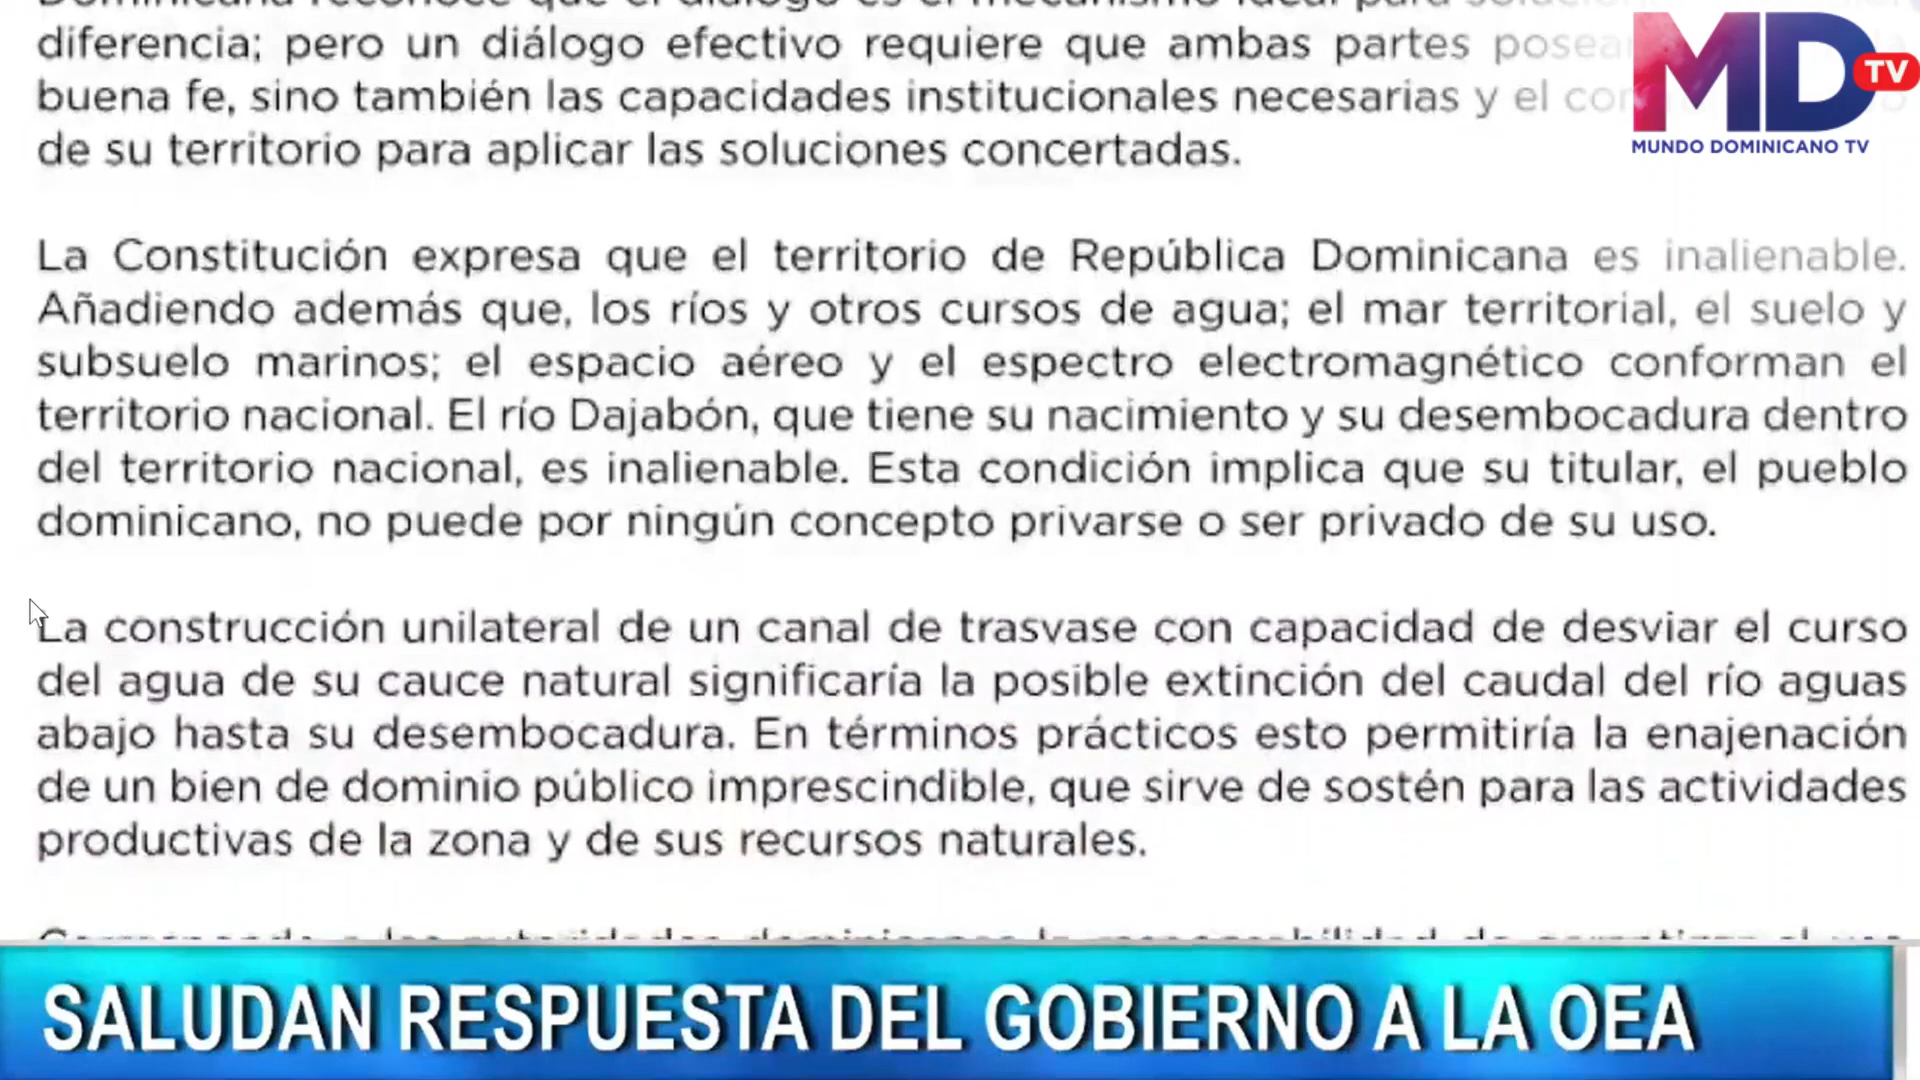 diferencia; pero un diálogo efectivo requiere que ambas partes posean
buena fe, sino también las capacidades institucionales necesarias y el
de su territorio para aplicar las soluciones concertadas.
La Constitución expresa que el territorio de República Dominicana es inalienable.
Añadiendo además que, los ríos y otros cursos de agua; el mar territorial, el suelo y
subsuelo marinos; el espacio aéreo y el espectro electromagnético conforman el
territorio nacional. El río Dajabón, que tiene su nacimiento y su desembocadura dentro
del territorio nacional, es inalienable. Esta condición implica que su titular, el pueblo
dominicano, no puede por ningún concepto privarse o ser privado de su uso.
La construcción unilateral de un canal de trasvase con capacidad de desviar el curso
del agua de su cauce natural significaría la posible extinción del caudal del río aguas
abajo hasta su desembocadura. En términos prácticos esto permitiría la enajenación
de un bien de dominio público imprescindible, que sirve de sostén para las actividades
productivas de la zona y de sus recursos naturales.
MD TV
MUNDO DOMINICANO TV
SALUDAN RESPUESTA DEL GOBIERNO A LA OEA